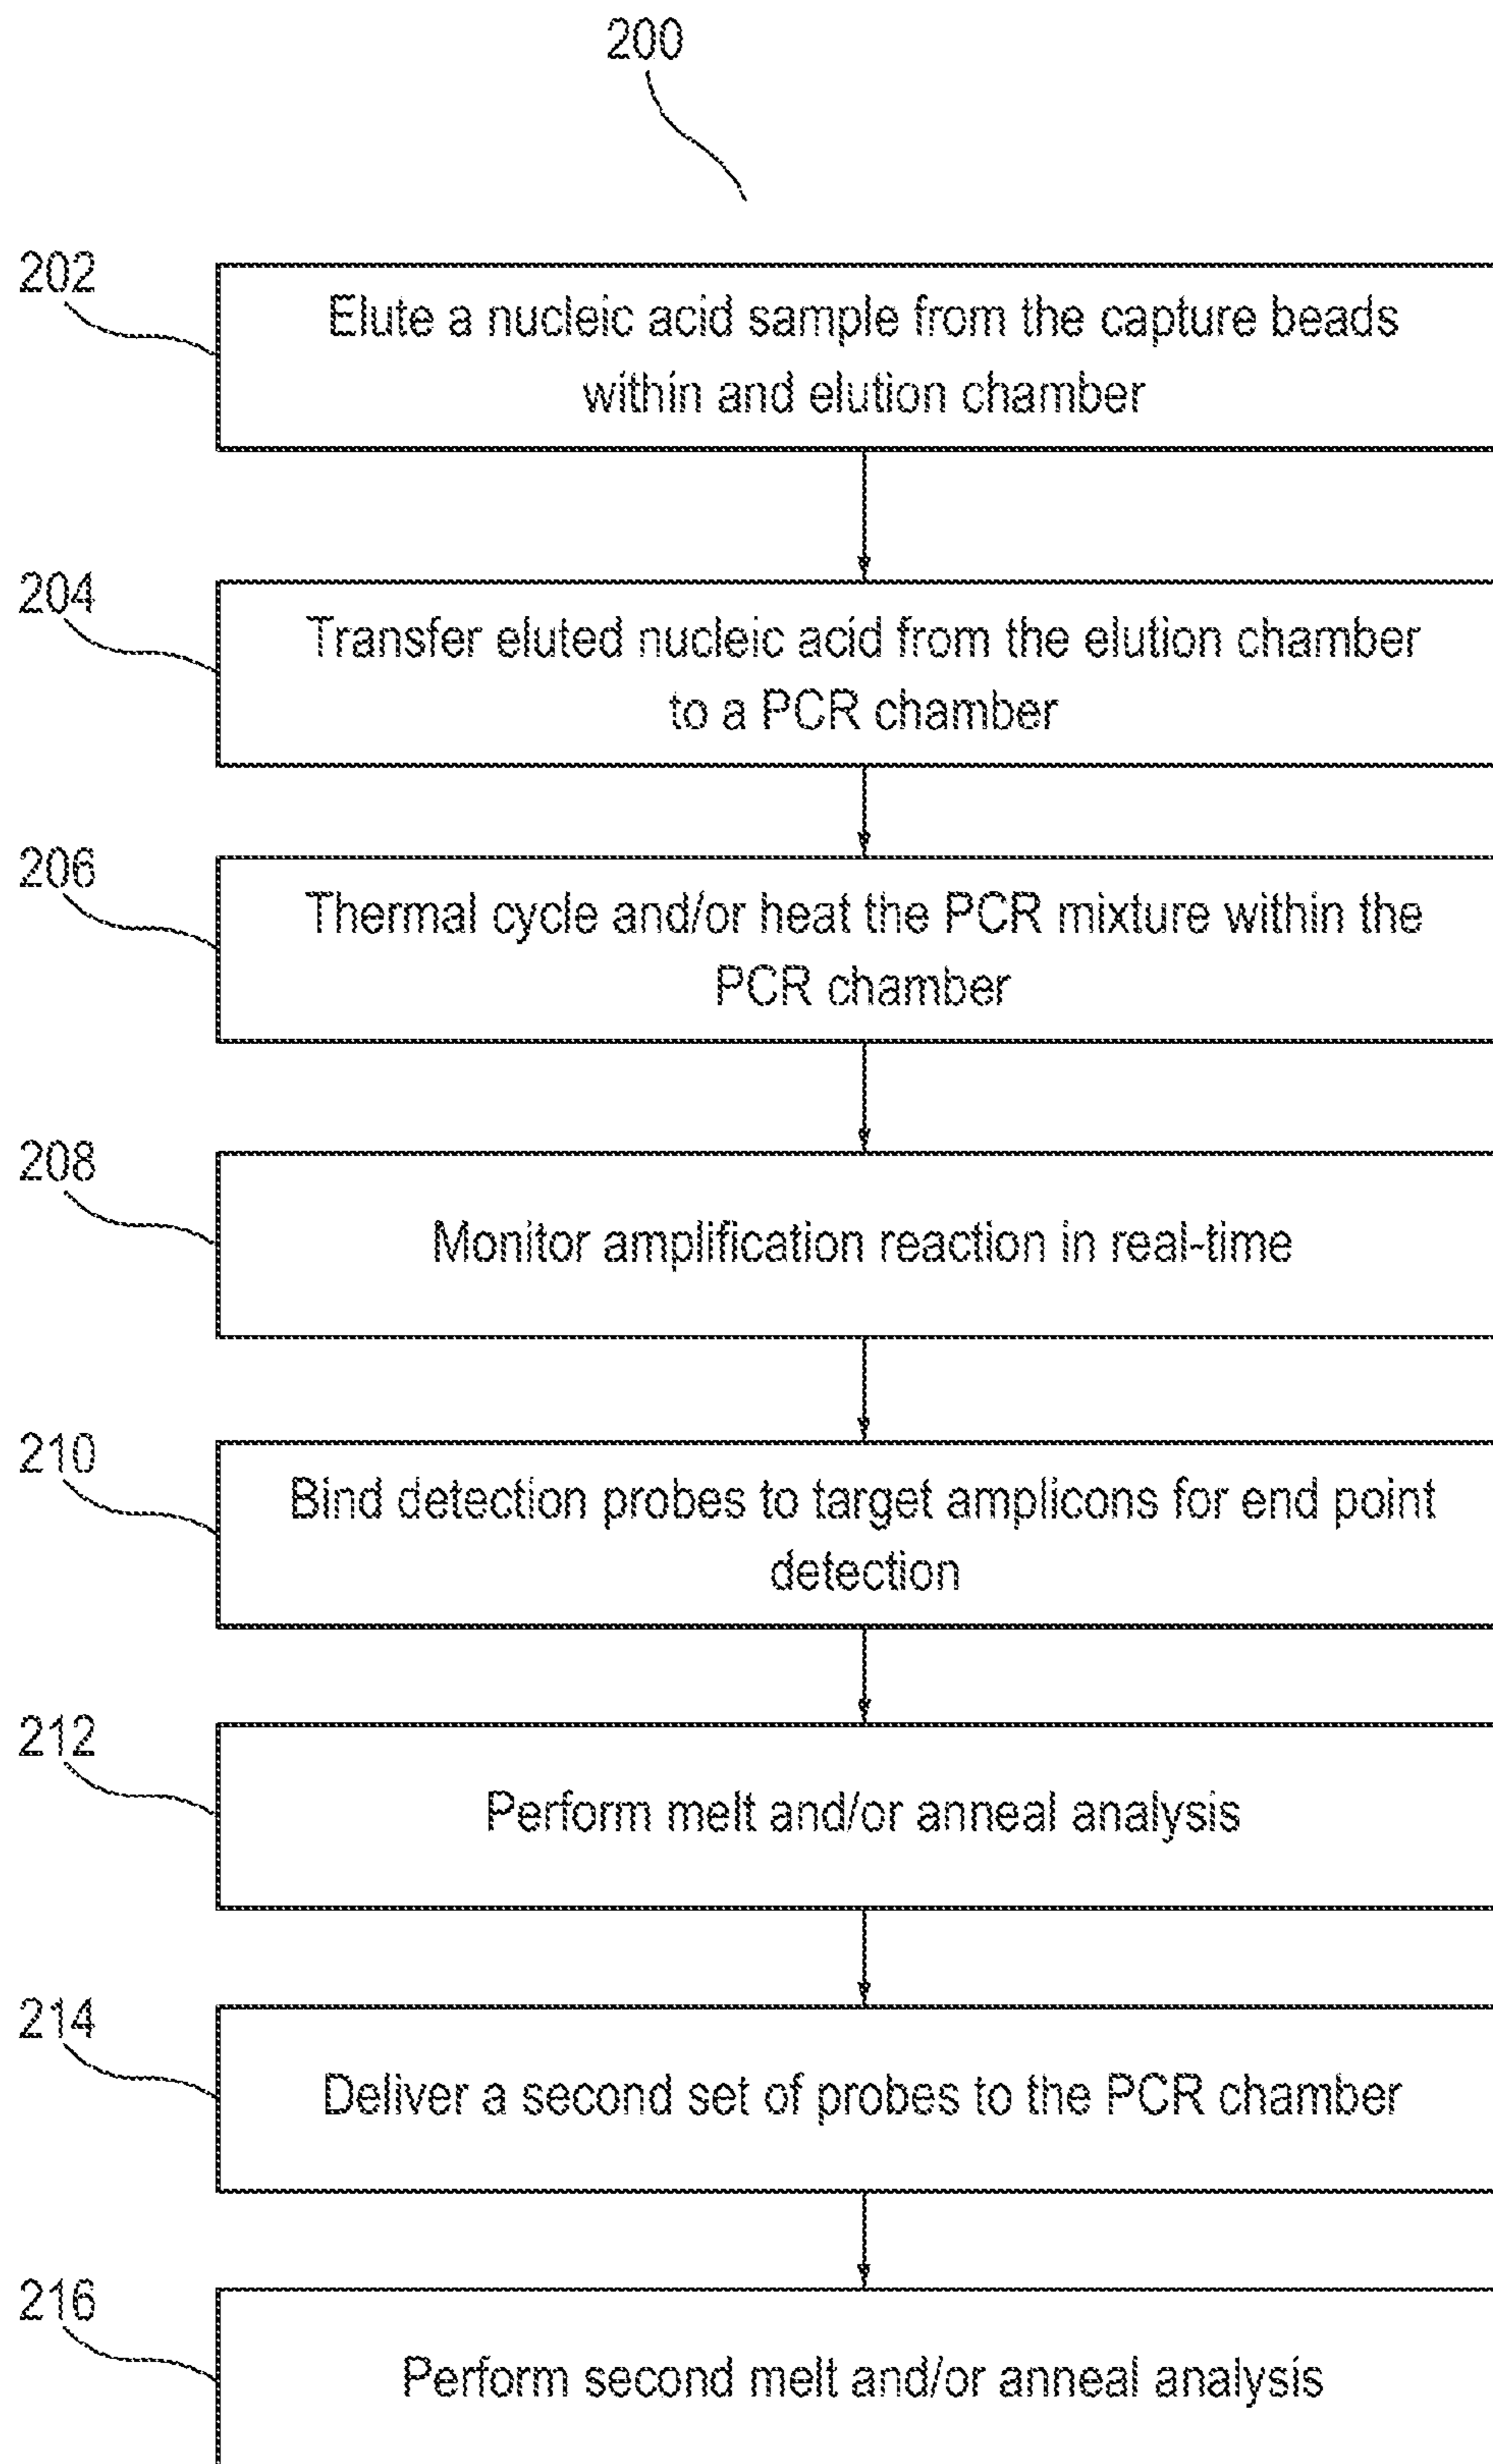 200
202
Elute a nucleic acid sample from the capture beads
within and elution chamber
204
Transfer eluted nucleic acid from the elution chamber
to a PCR chamber
206
Thermal cycle and/or heat the PCR mixture within the
PCR chamber
208
Monitor amplification reaction in real-time
210
Bind detection probes to target amplicons for end point
detection
212
Perform melt and/or anneal analysis
214
Deliver a second set of probes to the PCR chamber
216
Perform second melt and/or anneal analysis